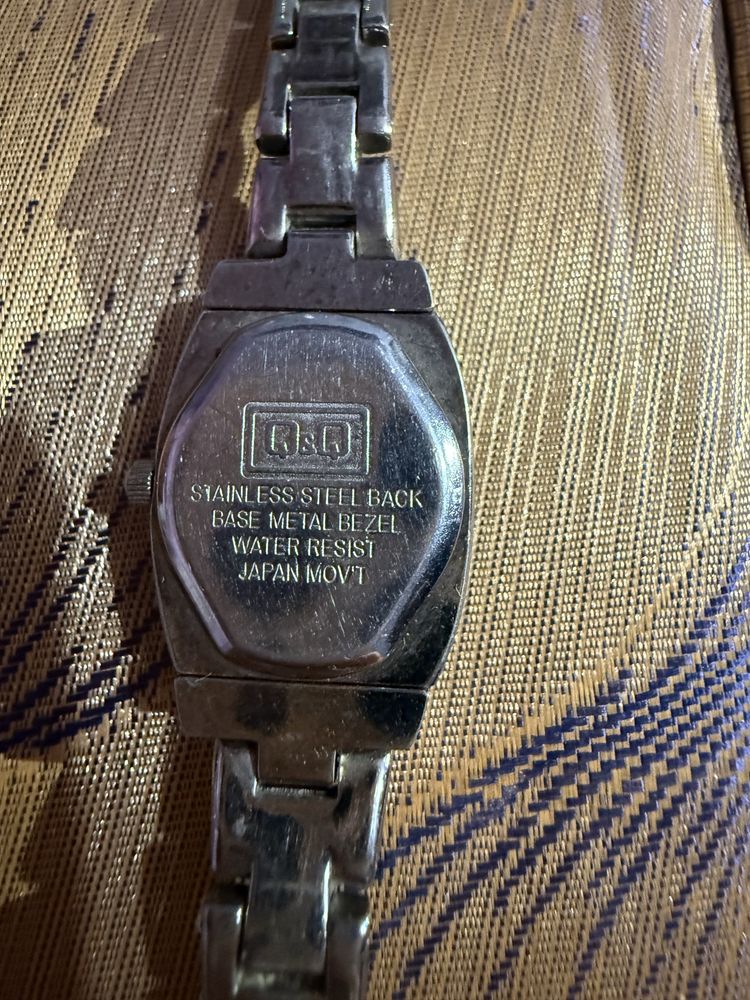 Q&Q
STAINLESS STEEL BACK
BASE METAL BEZEL
WATER RESIST
JAPAN MOV'T